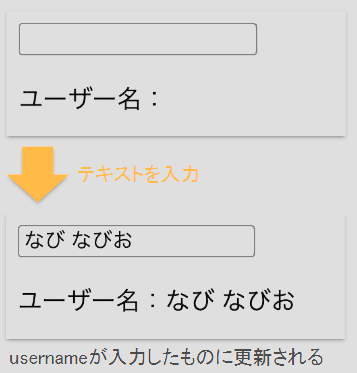 ユーザー名：
テキストを入力
なび なびお
ユーザー名：なび なびお
usernameが入力したものに更新される